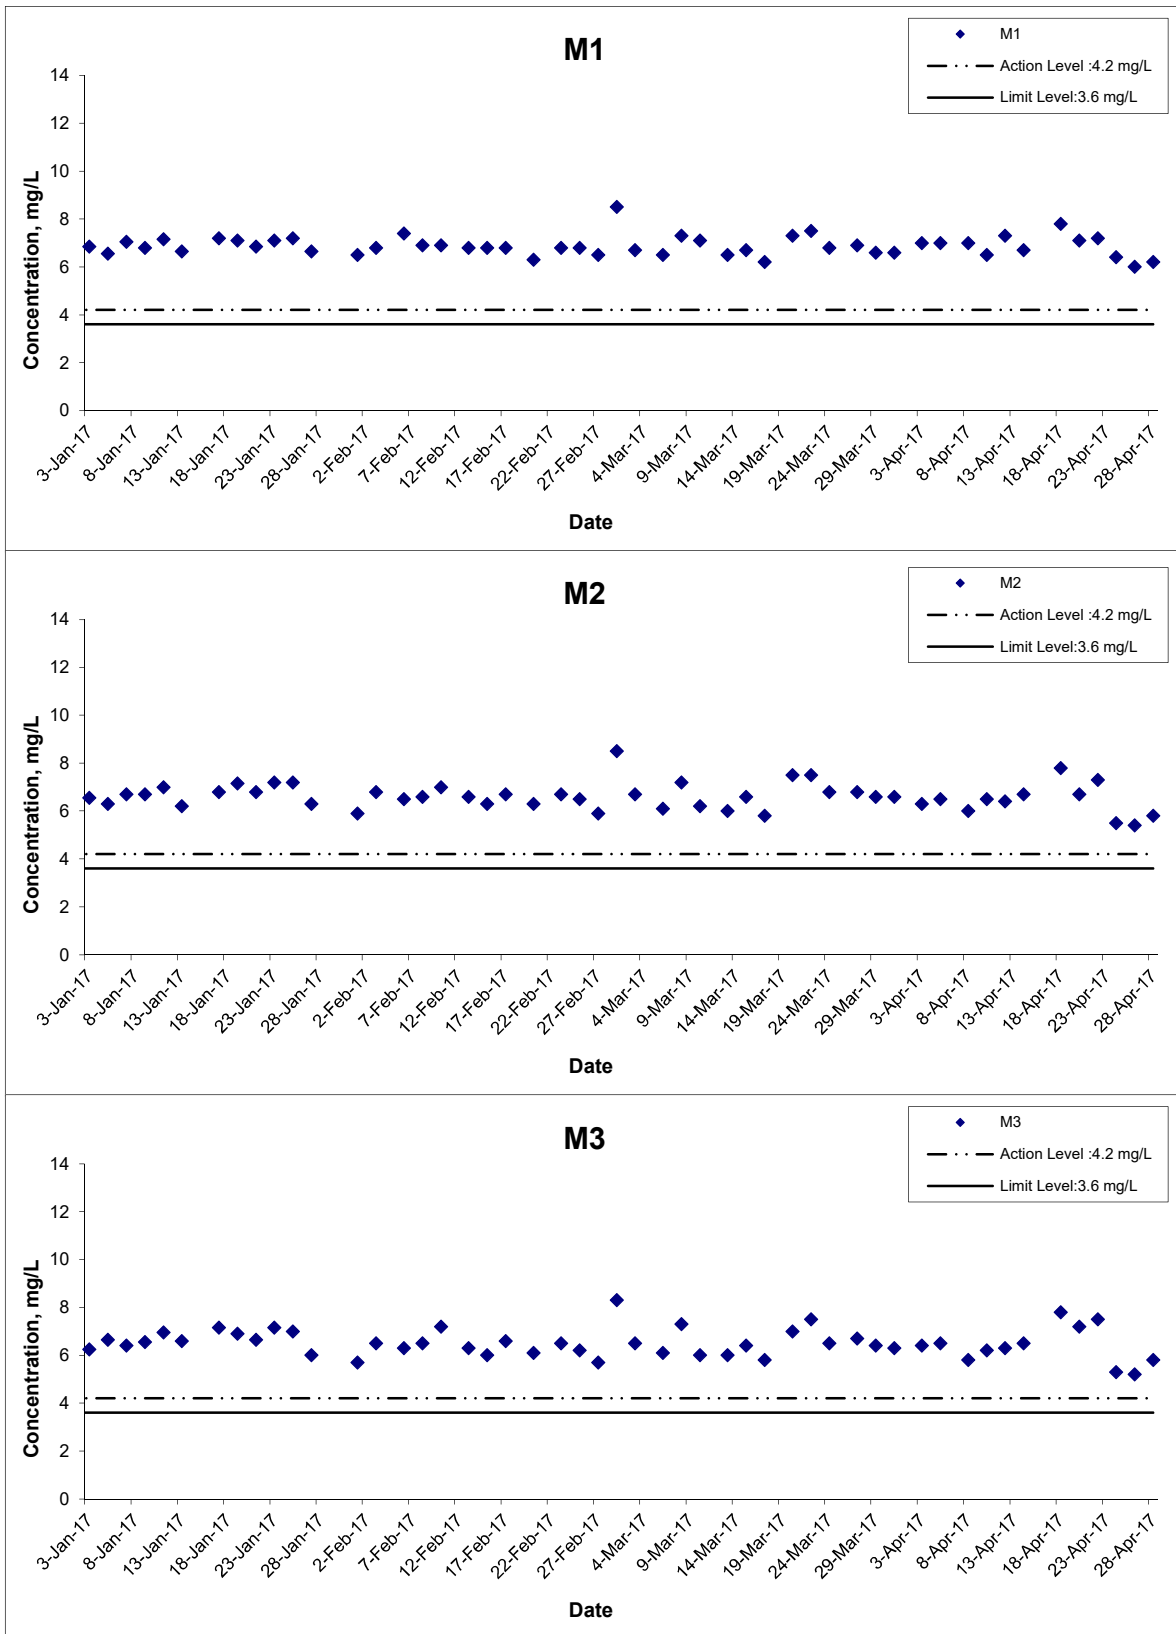 M1
M1
Action Level :4.2 mg/L
Limit Level:3.6 mg/L
Concentration, mg/L
14
12
10
8
6
4
2
0
3-Jan-17
8-Jan-17
13-Jan-17
18-Jan-17
23-Jan-17
28-Jan-17
2-Feb-17
7-Feb-17
12-Feb-17
17-Feb-17
22-Feb-17
27-Feb-17
4-Mar-17
9-Mar-17
14-Mar-17
19-Mar-17
24-Mar-17
29-Mar-17
3-Apr-17
8-Apr-17
13-Apr-17
18-Apr-17
23-Apr-17
28-Apr-17
Date
M2
M2
Action Level :4.2 mg/L
Limit Level:3.6 mg/L
Concentration, mg/L
14
12
10
8
6
4
2
0
3-Jan-17
8-Jan-17
13-Jan-17
18-Jan-17
23-Jan-17
28-Jan-17
2-Feb-17
7-Feb-17
12-Feb-17
17-Feb-17
22-Feb-17
27-Feb-17
4-Mar-17
9-Mar-17
14-Mar-17
19-Mar-17
24-Mar-17
29-Mar-17
3-Apr-17
8-Apr-17
13-Apr-17
18-Apr-17
23-Apr-17
28-Apr-17
Date
M3
M3
Action Level :4.2 mg/L
Limit Level:3.6 mg/L
Concentration, mg/L
14
12
10
8
6
4
2
0
3-Jan-17
8-Jan-17
13-Jan-17
18-Jan-17
23-Jan-17
28-Jan-17
2-Feb-17
7-Feb-17
12-Feb-17
17-Feb-17
22-Feb-17
27-Feb-17
4-Mar-17
9-Mar-17
14-Mar-17
19-Mar-17
24-Mar-17
29-Mar-17
3-Apr-17
8-Apr-17
13-Apr-17
18-Apr-17
23-Apr-17
28-Apr-17
Date